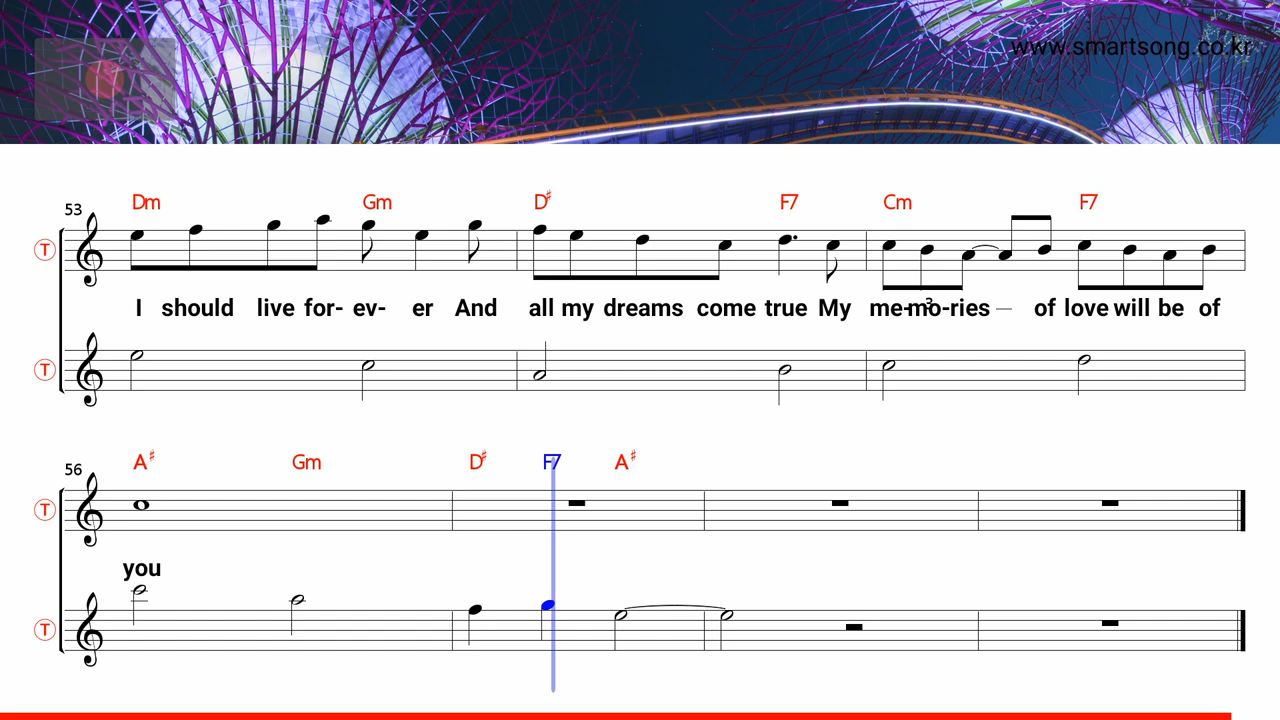 www.smartsong.co.kr
53
Dm Gm D♯ F7 Cm F7
T
I should live for- ev- er And all my dreams come true My me-mo-ries — of love will be of
3
T
56
A♯ Gm D♯ F7 A♯
T
you
T